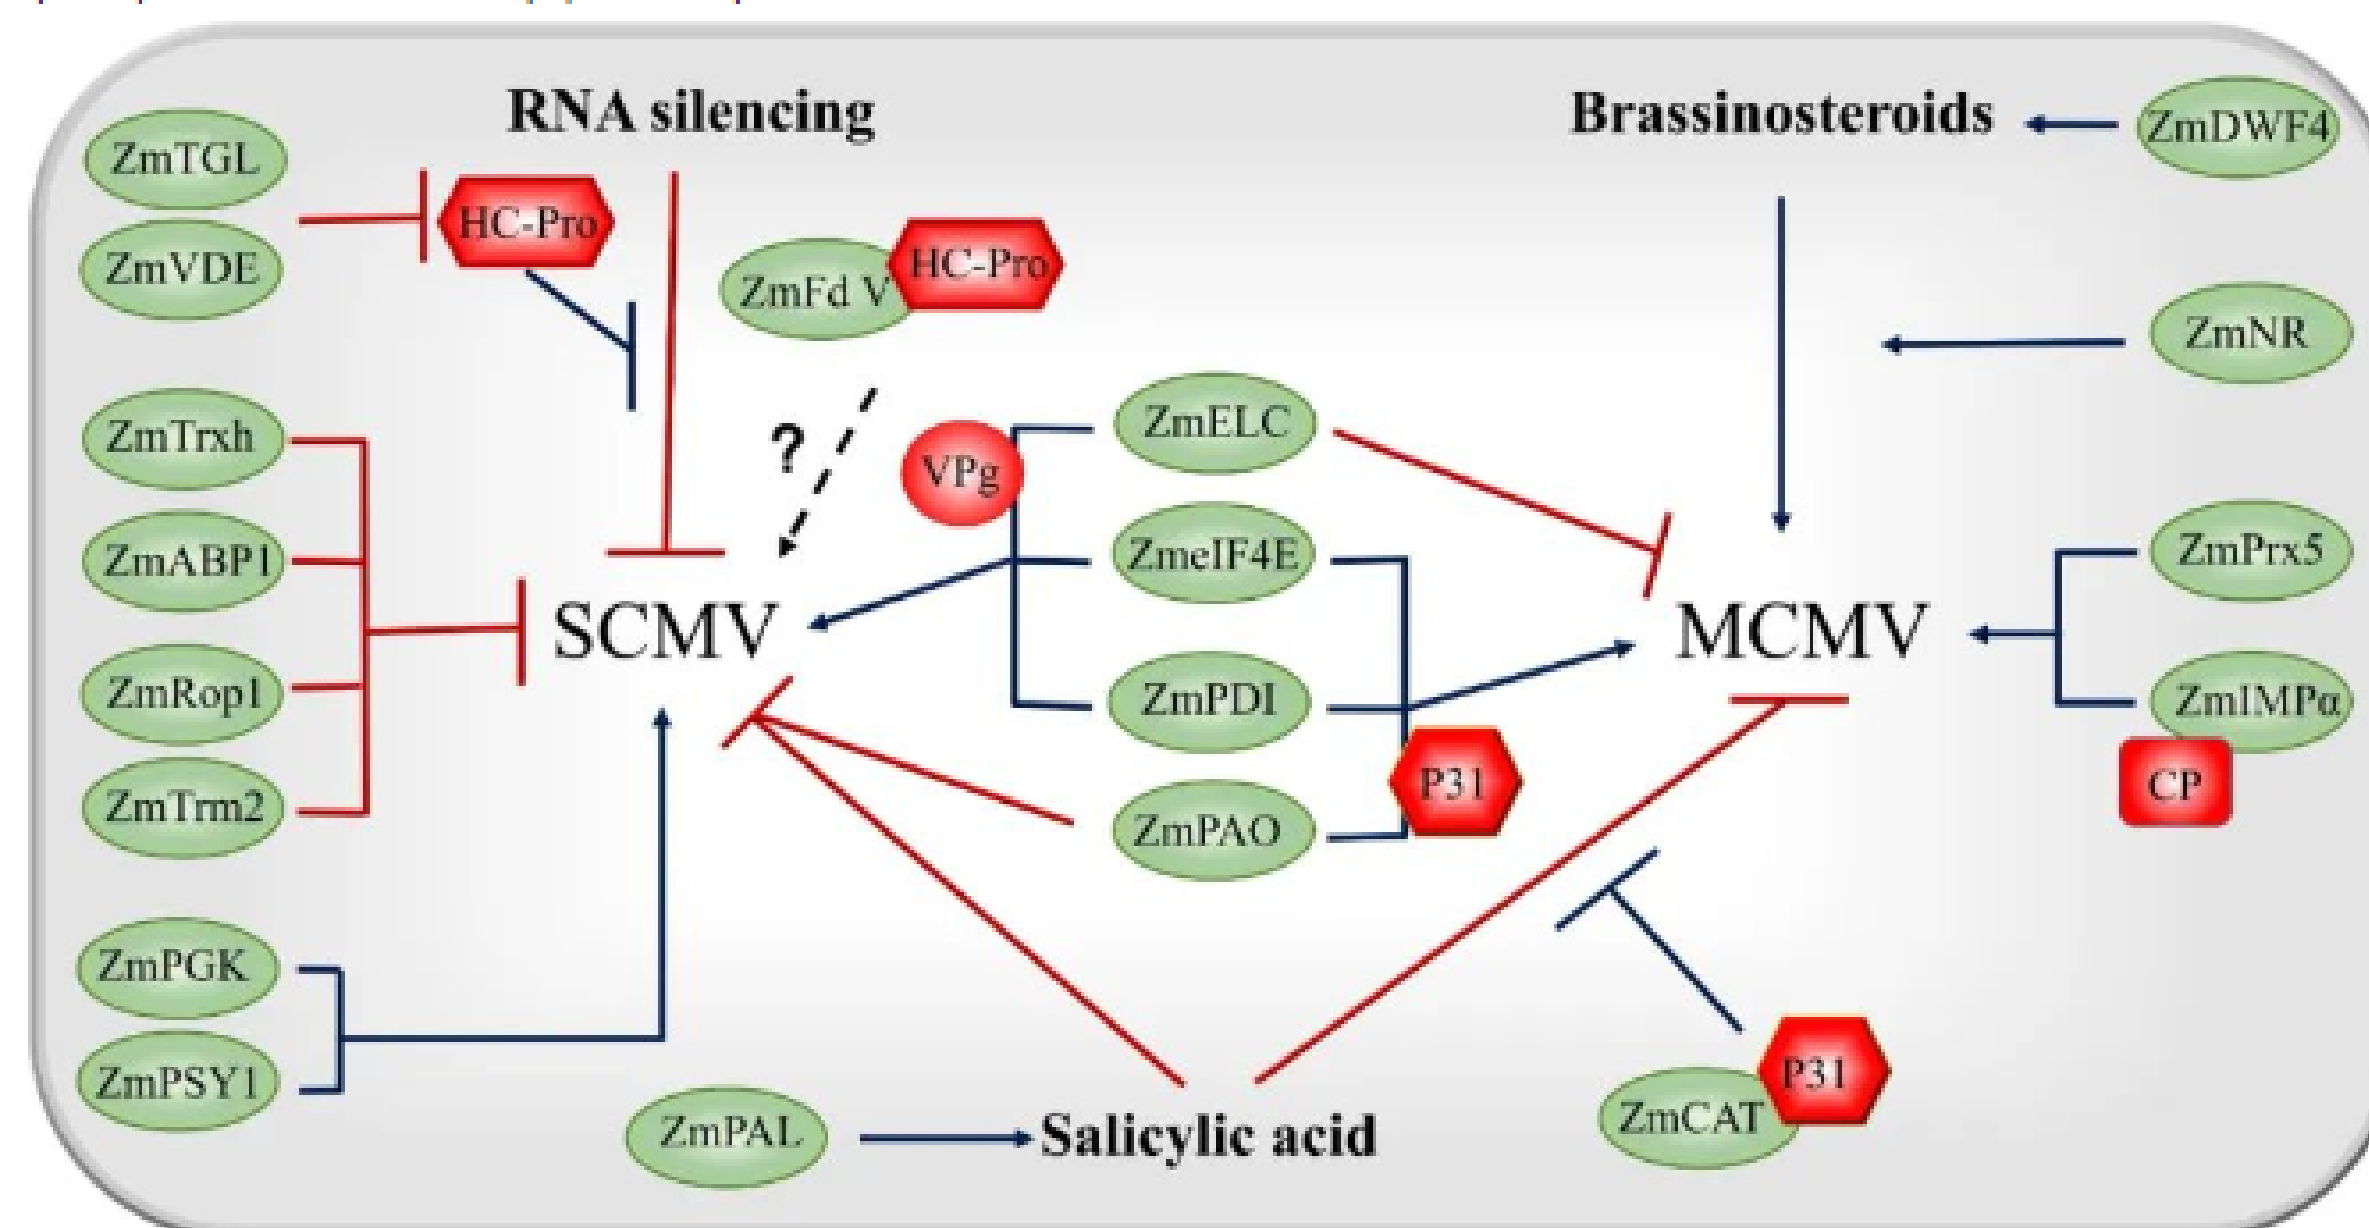 RNA silencing
Brassinosteroids
ZmDWF4
ZmTGL
HC-Pro
ZmVDE
ZmFd V
HC-Pro
ZmNR
ZmTrxh
?
VPg
ZmELC
ZmABP1
ZmeIF4E
ZmPrx5
SCMV
MCMV
ZmRop1
ZmPDI
ZmIMPα
CP
ZmTrm2
ZmPAO
P31
ZmPGK
ZmPSY1
ZmPAL
Salicylic acid
ZmCAT
P31